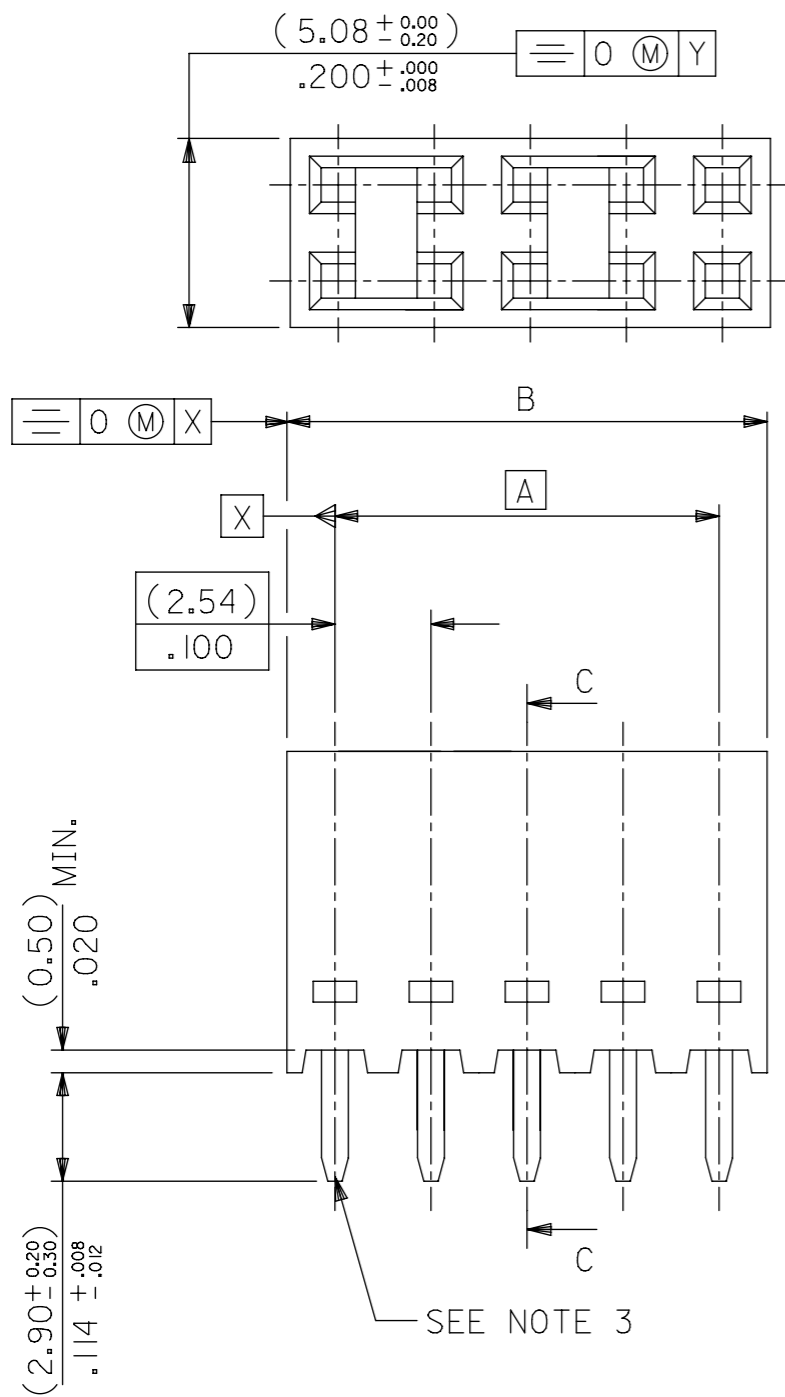 (5.08 + 0.00 - 0.20)
.200 + .000 - .008
⌯ 0 Ⓜ Y
⌯ 0 Ⓜ X
B
X
A
(2.54)
.100
C
(0.50) MIN.
.020
C
(2.90 + 0.20 - 0.30)
.114 + .008 - .012
SEE NOTE 3